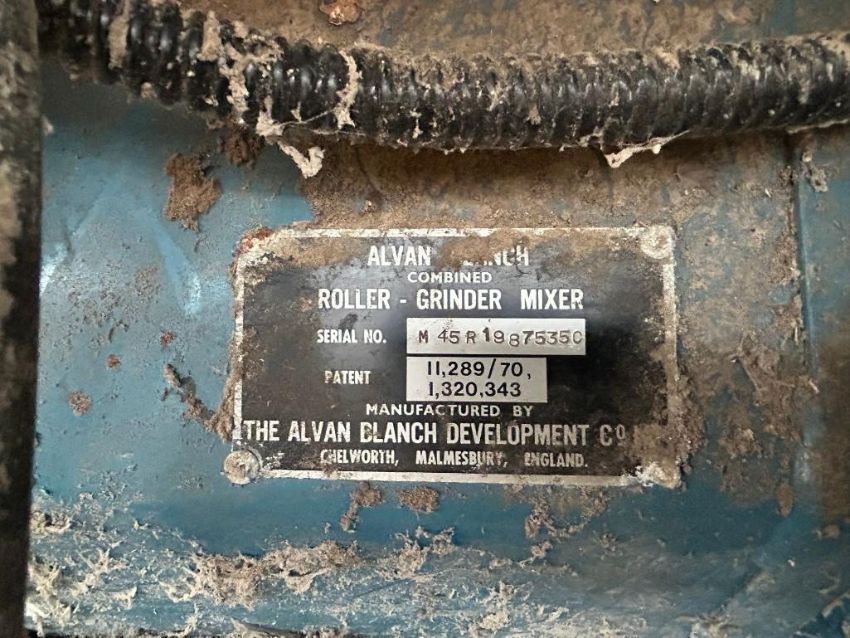 ALVAN
COMBINED
ROLLER - GRINDER MIXER
SERIAL NO. M 45 R 19875350
PATENT 11,289/70,
1,320,343
MANUFACTURED BY
THE ALVAN BLANCH DEVELOPMENT CO
CHELWORTH, MALMESBURY, ENGLAND.